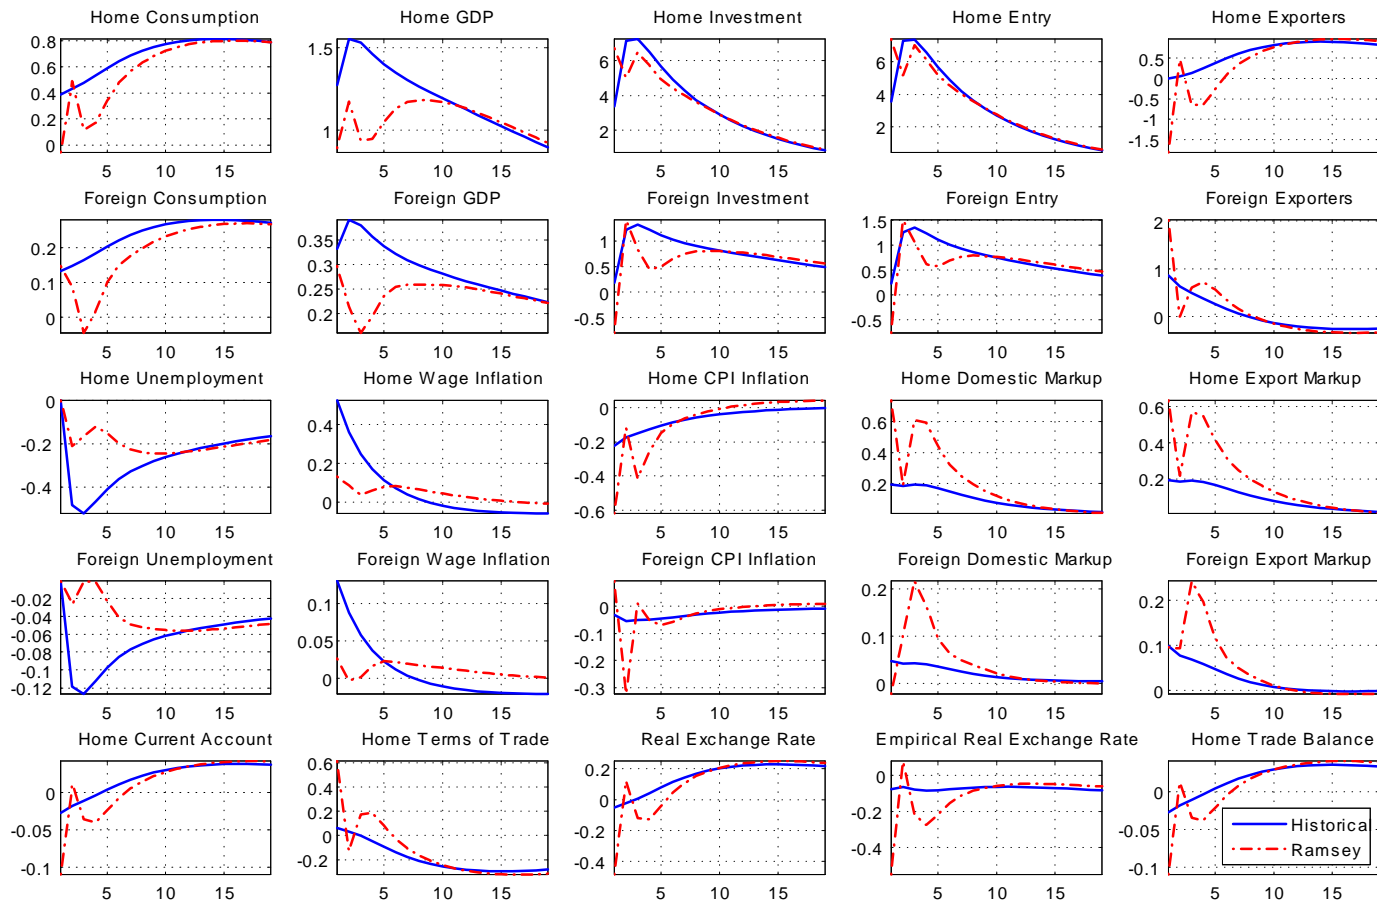 Home Consumption
0.8
0.6
0.4
0.2
0
5 10 15
Home GDP
1.5
1
5 10 15
Home Investment
6
4
2
5 10 15
Home Entry
6
4
2
5 10 15
Home Exporters
0.5
0
-0.5
-1
-1.5
5 10 15
Foreign Consumption
0.2
0.1
0
5 10 15
Foreign GDP
0.35
0.3
0.25
0.2
5 10 15
Foreign Investment
1
0.5
0
-0.5
5 10 15
Foreign Entry
1.5
1
0.5
0
-0.5
5 10 15
Foreign Exporters
2
1
0
5 10 15
Home Unemployment
0
-0.2
-0.4
5 10 15
Home Wage Inflation
0.4
0.2
0
5 10 15
Home CPI Inflation
0
-0.2
-0.4
-0.6
5 10 15
Home Domestic Markup
0.6
0.4
0.2
5 10 15
Home Export Markup
0.6
0.4
0.2
5 10 15
Foreign Unemployment
-0.02
-0.04
-0.06
-0.08
-0.1
-0.12
5 10 15
Foreign Wage Inflation
0.1
0.05
0
5 10 15
Foreign CPI Inflation
0
-0.1
-0.2
-0.3
5 10 15
Foreign Domestic Markup
0.2
0.1
0
5 10 15
Foreign Export Markup
0.2
0.1
0
5 10 15
Home Current Account
0
-0.05
-0.1
5 10 15
Home Terms of Trade
0.6
0.4
0.2
0
-0.2
5 10 15
Real Exchange Rate
0.2
0
-0.2
-0.4
5 10 15
Empirical Real Exchange Rate
0
-0.2
-0.4
5 10 15
Home Trade Balance
0
-0.05
-0.1
5 10 15
Historical
Ramsey